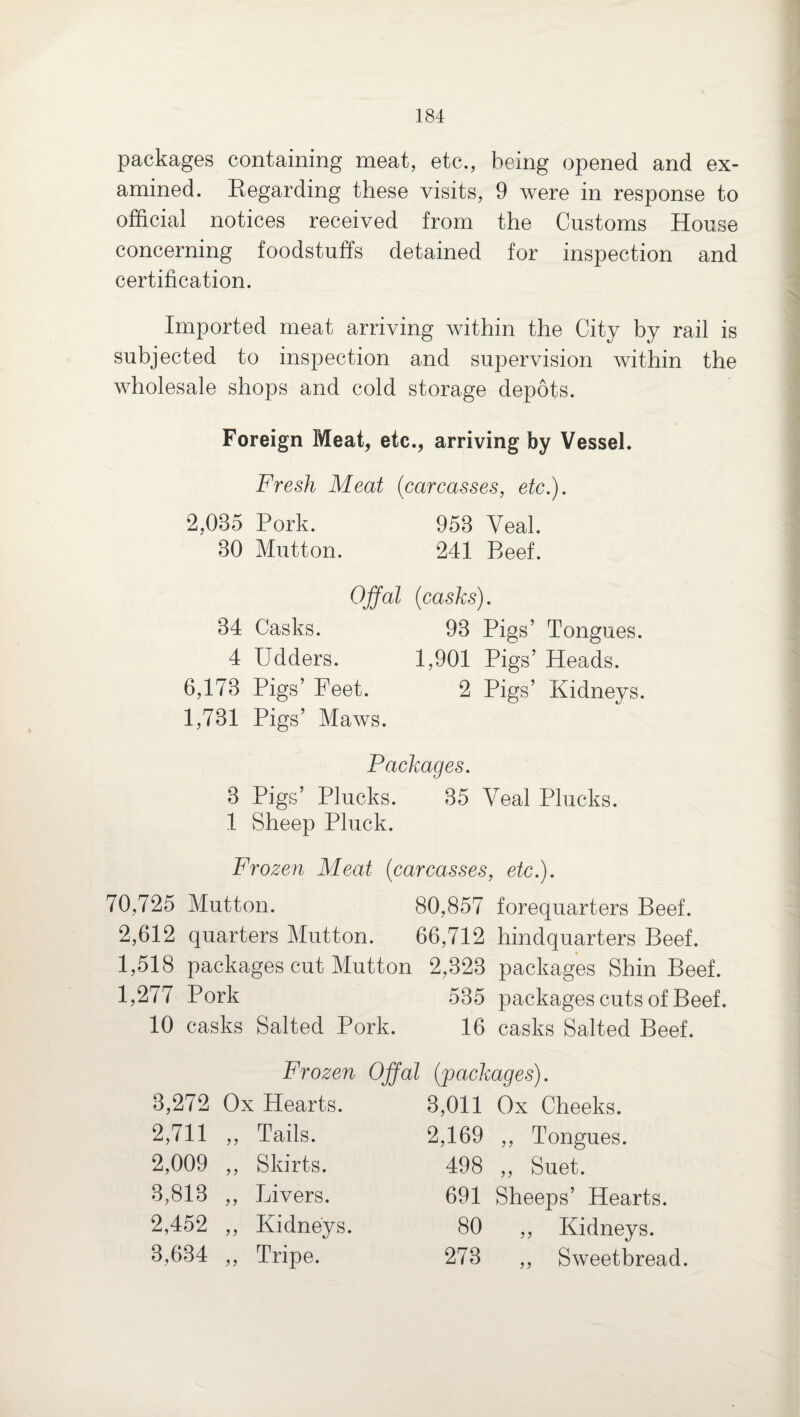 184
packages containing meat, etc., being opened and ex-
amined. Regarding these visits, 9 were in response to
official notices received from the Customs House
concerning foodstuffs detained for inspection and
certification.
Imported meat arriving within the City by rail is
subjected to inspection and supervision within the
wholesale shops and cold storage depôts.
Foreign Meat, etc., arriving by Vessel.
Fresh Meat (carcasses, etc.).
2,035 Pork. 953 Veal.
30 Mutton. 241 Beef.
Offal (casks).
34 Casks. 93 Pigs’ Tongues.
4 Udders. 1,901 Pigs’ Heads.
6,173 Pigs’ Feet. 2 Pigs’ Kidneys.
1,731 Pigs’ Maws.
Packages.
3 Pigs’ Plucks. 35 Veal Plucks.
1 Sheep Pluck.
Frozen Meat (carcasses, etc.).
70,725 Mutton. 80,857 forequarters Beef.
2,612 quarters Mutton. 66,712 hindquarters Beef.
1,518 packages cut Mutton 2,323 packages Shin Beef.
1,277 Pork 535 packages cuts of Beef.
10 casks Salted Pork. 16 casks Salted Beef.
Frozen Offal (packages).
3,272 Ox Hearts. 3,011 Ox Cheeks.
2,711 ,, Tails. 2,169 ,, Tongues.
2,009 ,, Skirts. 498 ,, Suet.
3,813 ,, Livers. 691 Sheeps’ Hearts.
2,452 ,, Kidneys. 80 ,, Kidneys.
3,634 ,, Tripe. 273 ,, Sweetbread.